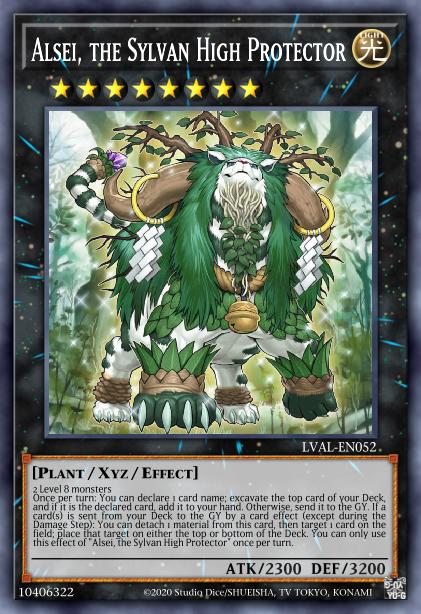 Alsei, the Sylvan High Protector
LIGHT
光
LVAL-EN052
[Plant / Xyz / Effect]
2 Level 8 monsters
Once per turn: You can declare 1 card name; excavate the top card of your Deck,
and if it is the declared card, add it to your hand. Otherwise, send it to the GY. If a
card(s) is sent from your Deck to the GY by a card effect (except during the
Damage Step): You can detach 1 material from this card, then target 1 card on the
field; place that target on either the top or bottom of the Deck. You can only use
this effect of "Alsei, the Sylvan High Protector" once per turn.
ATK/2300 DEF/3200
10406322
©2020 Studio Dice/SHUEISHA, TV TOKYO, KONAMI